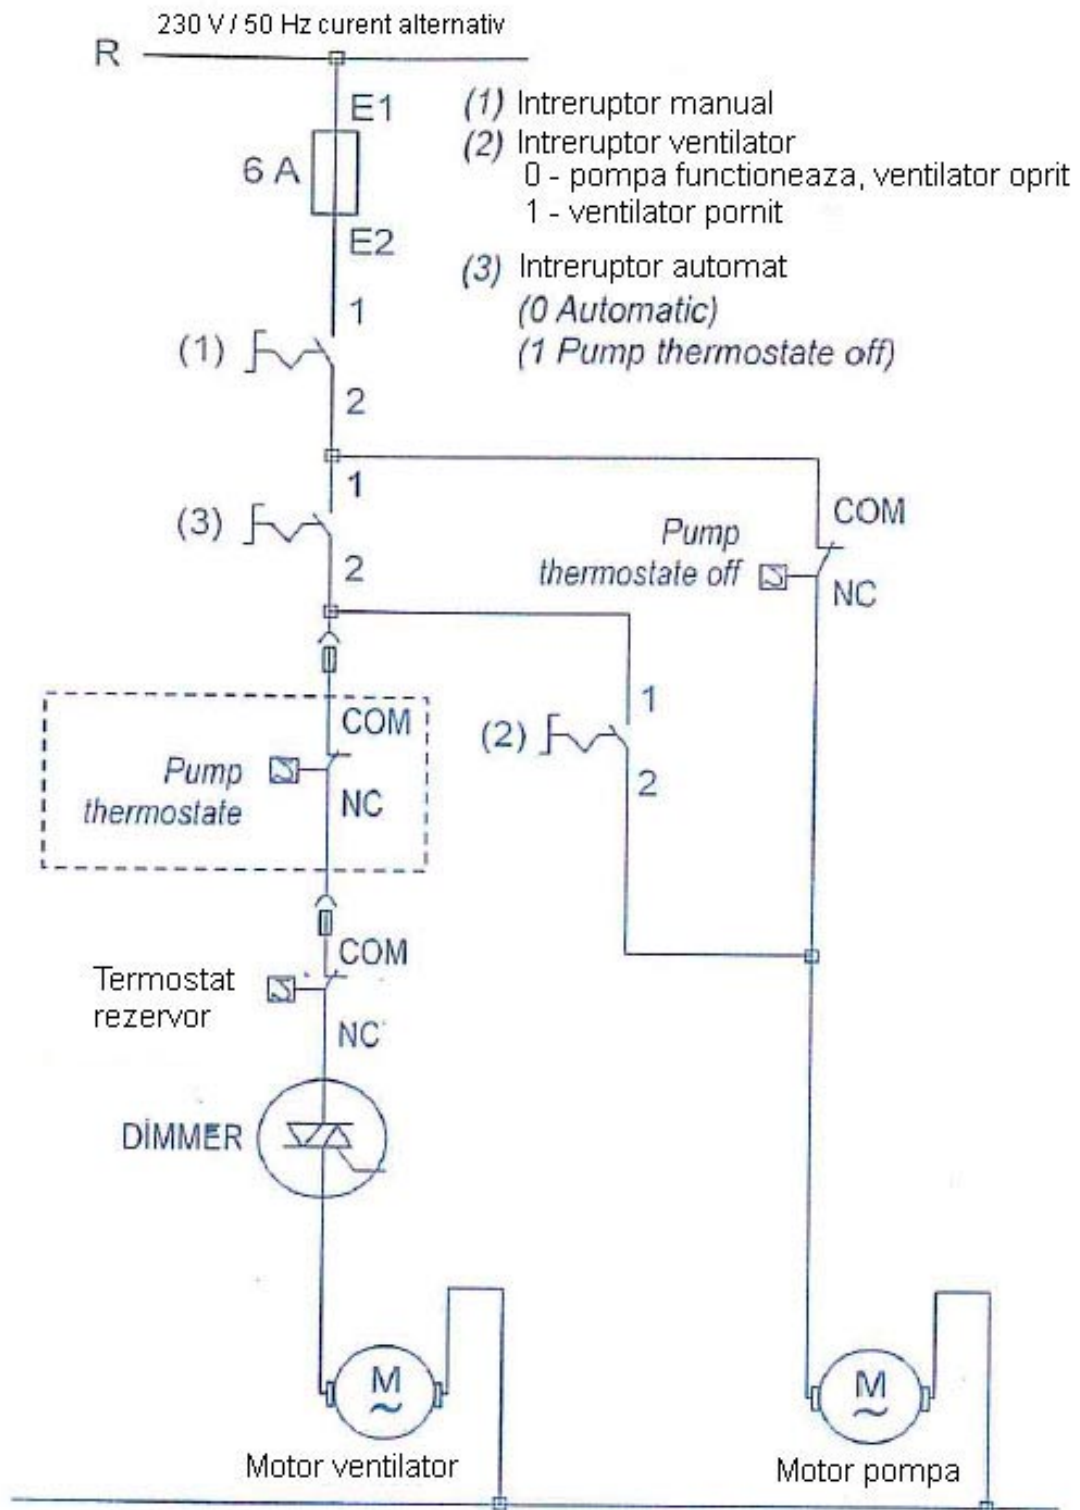 230 V / 50 Hz curent alternativ
R
E1
6 A
E2
(1) Intreruptor manual
(2) Intreruptor ventilator
0 - pompa functioneaza, ventilator oprit
1 - ventilator pornit
(3) Intreruptor automat
(0 Automatic)
(1 Pump thermostate off)
1
(1)
2
1
(3)
2
COM
Pump
thermostate off
NC
COM
Pump
thermostate
NC
1
(2)
2
COM
Termostat
rezervor
NC
DİMMER
M
~
Motor ventilator
M
~
Motor pompa